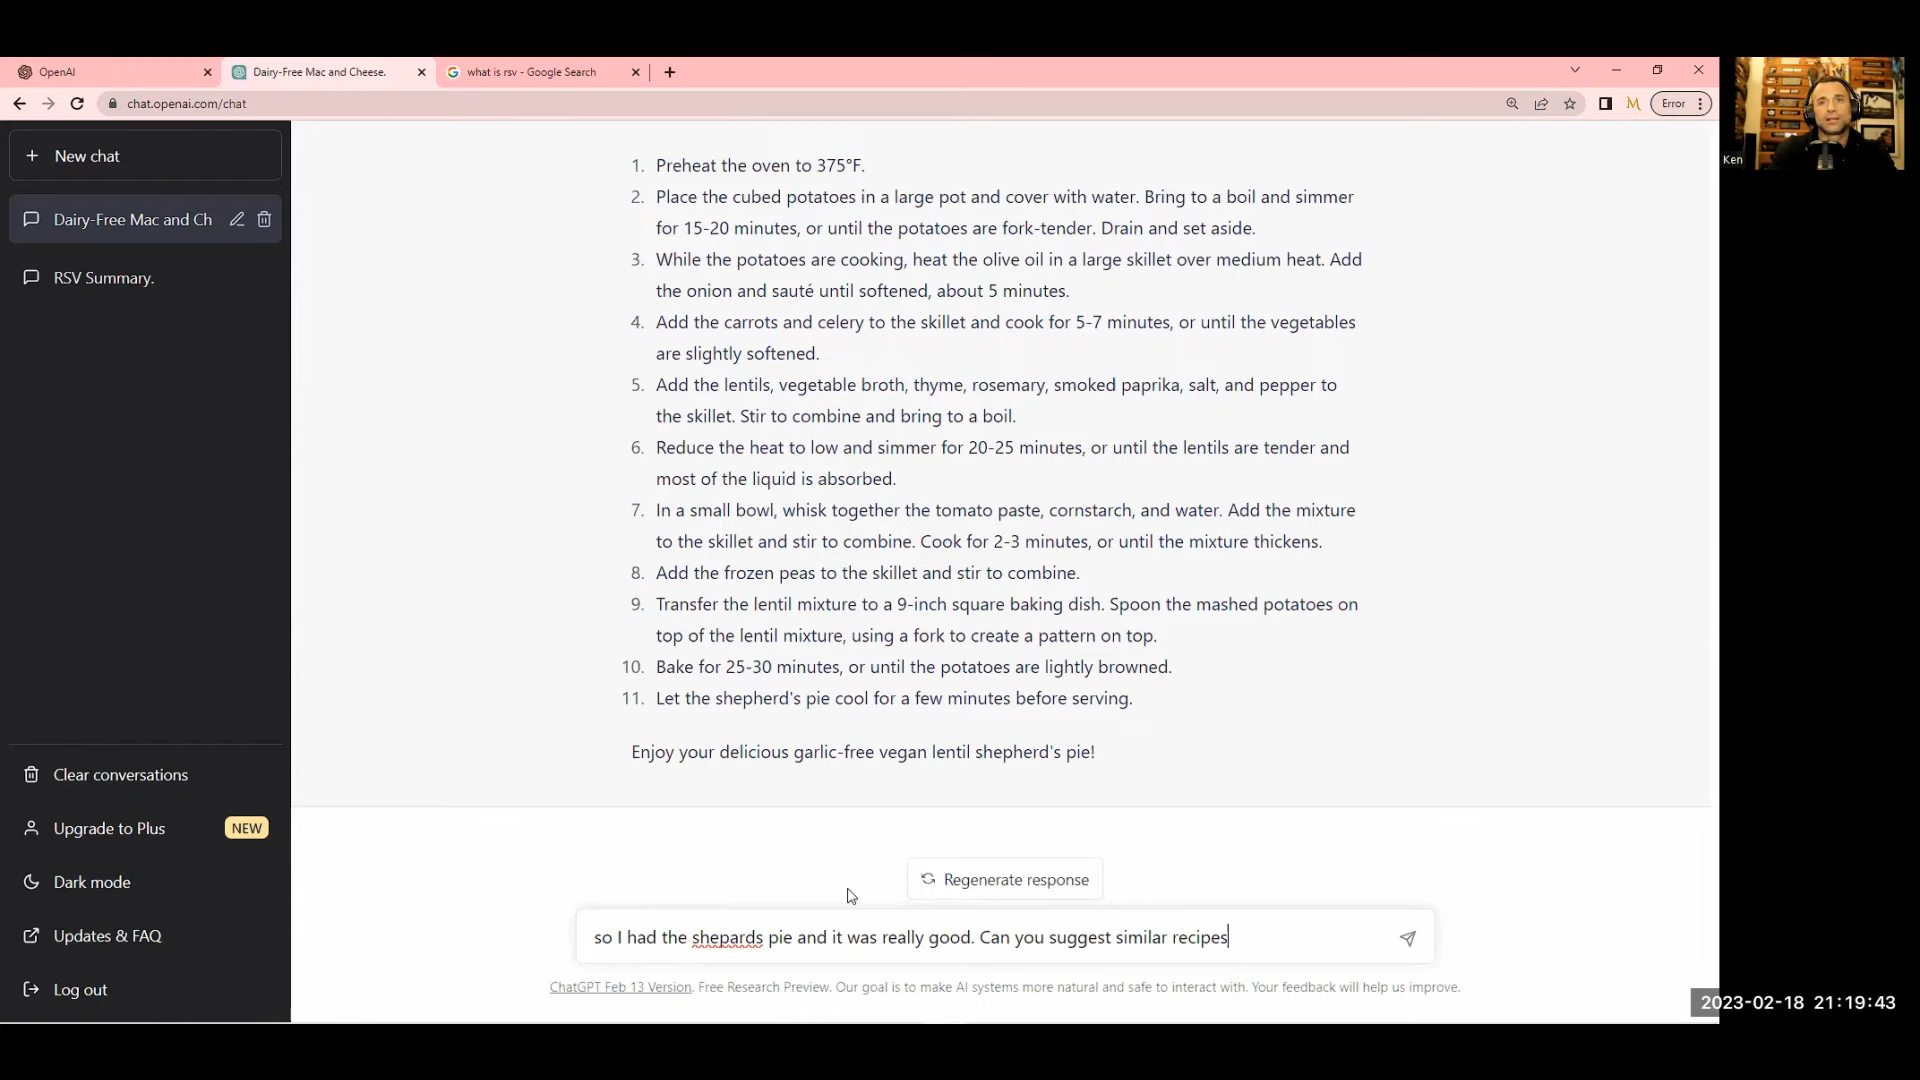 OpenAI
Dairy-Free Mac and Cheese.
what is rsv - Google Search
chat.openai.com/chat
Error
New chat
Dairy-Free Mac and Ch
RSV Summary.
1. Preheat the oven to 375°F.
2. Place the cubed potatoes in a large pot and cover with water. Bring to a boil and simmer
for 15-20 minutes, or until the potatoes are fork-tender. Drain and set aside.
3. While the potatoes are cooking, heat the olive oil in a large skillet over medium heat. Add
the onion and sauté until softened, about 5 minutes.
4. Add the carrots and celery to the skillet and cook for 5-7 minutes, or until the vegetables
are slightly softened.
5. Add the lentils, vegetable broth, thyme, rosemary, smoked paprika, salt, and pepper to
the skillet. Stir to combine and bring to a boil.
6. Reduce the heat to low and simmer for 20-25 minutes, or until the lentils are tender and
most of the liquid is absorbed.
7. In a small bowl, whisk together the tomato paste, cornstarch, and water. Add the mixture
to the skillet and stir to combine. Cook for 2-3 minutes, or until the mixture thickens.
8. Add the frozen peas to the skillet and stir to combine.
9. Transfer the lentil mixture to a 9-inch square baking dish. Spoon the mashed potatoes on
top of the lentil mixture, using a fork to create a pattern on top.
10. Bake for 25-30 minutes, or until the potatoes are lightly browned.
11. Let the shepherd's pie cool for a few minutes before serving.
Enjoy your delicious garlic-free vegan lentil shepherd's pie!
Clear conversations
Upgrade to Plus NEW
Dark mode
Updates & FAQ
Log out
Regenerate response
so I had the shepards pie and it was really good. Can you suggest similar recipes
ChatGPT Feb 13 Version. Free Research Preview. Our goal is to make AI systems more natural and safe to interact with. Your feedback will help us improve.
Ken
2023-02-18 21:19:43